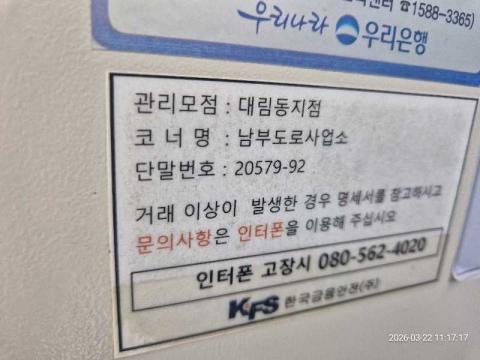 센터 ☎1588-3365)
우리나라 우리은행
관리모점 : 대림동지점
코 너 명 : 남부도로사업소
단말번호 : 20579-92
거래 이상이 발생한 경우 명세서를 참고하시고
문의사항은 인터폰을 이용해 주십시오
인터폰 고장시 080-562-4020
KFS 한국금융안전(주)
2026-03-22 11:17:17